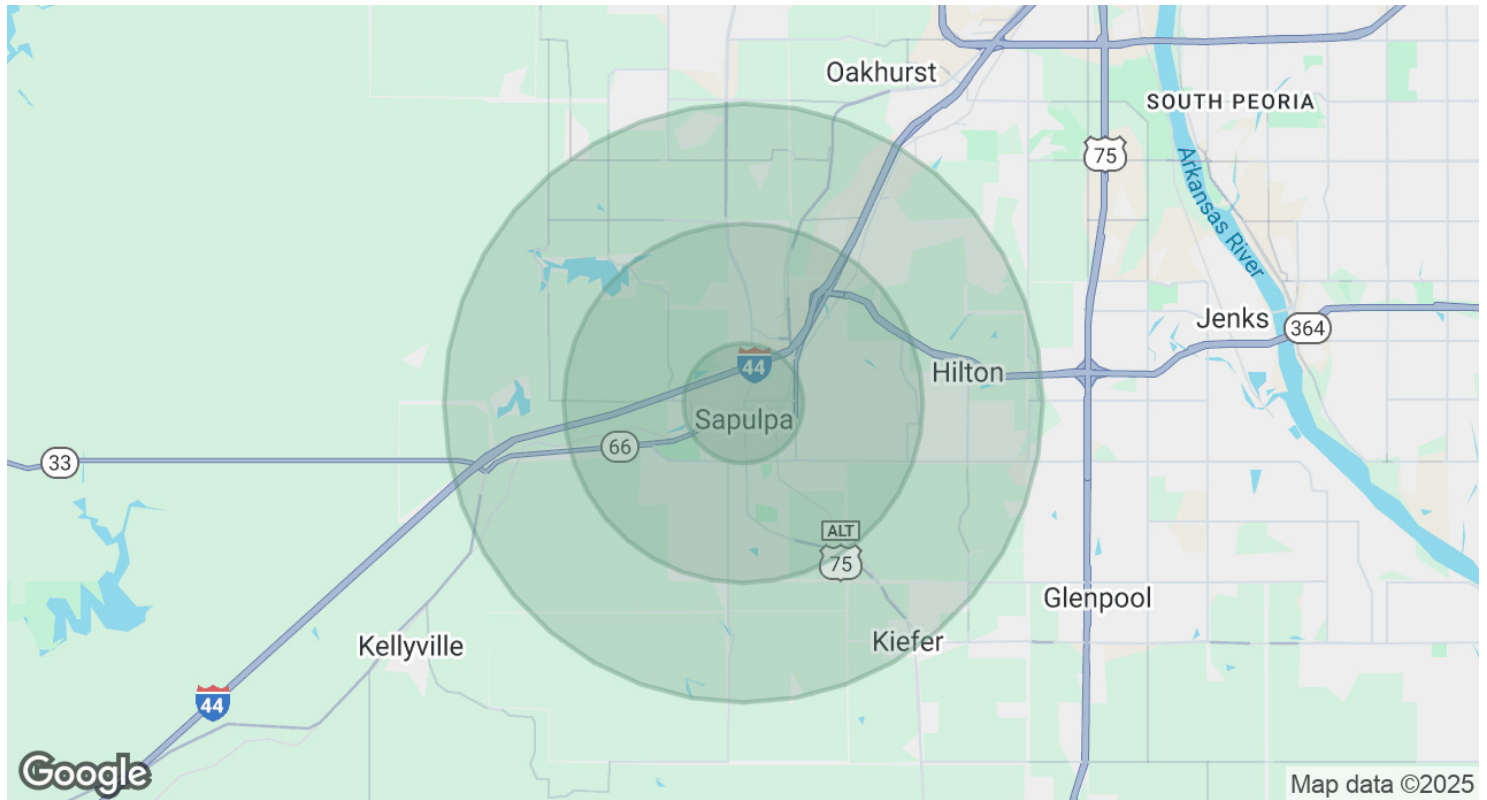 Oakhurst
SOUTH PEORIA
75
Arkansas River
Jenks
364
44
Hilton
Sapulpa
66
33
ALT
75
Glenpool
Kiefer
Kellyville
44
Google
Map data ©2025